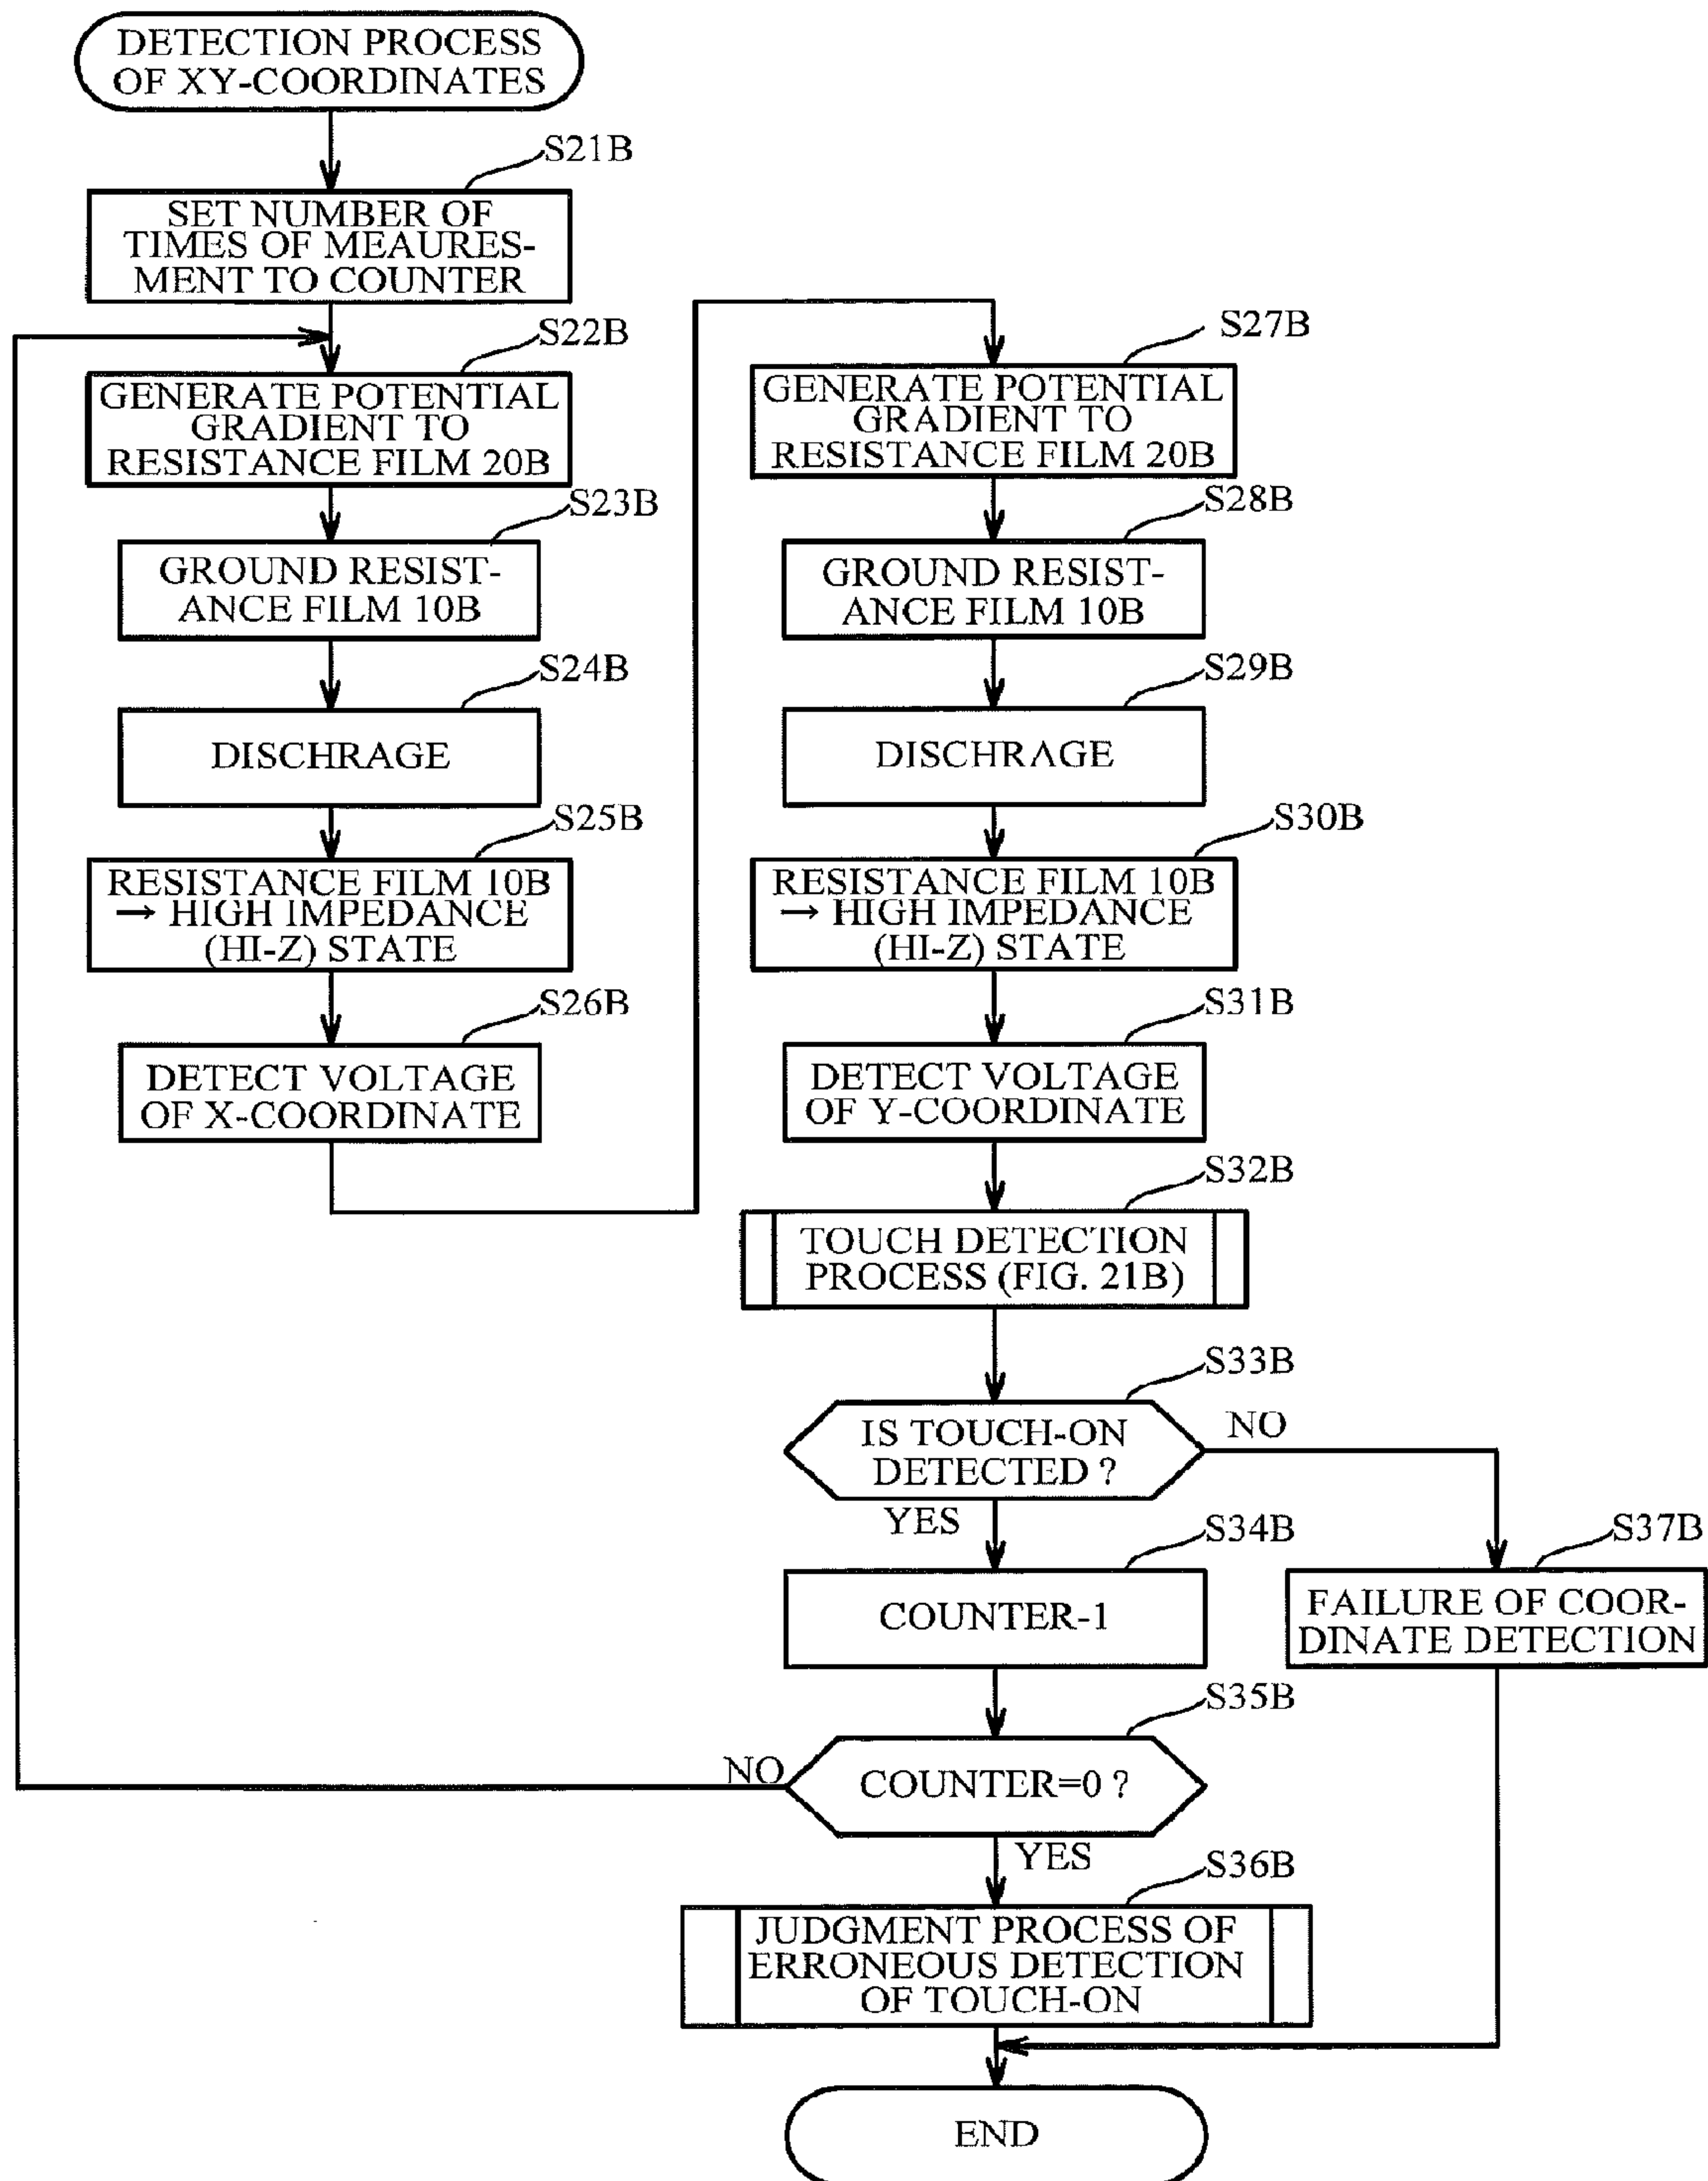 DETECTION PROCESS
OF XY-COORDINATES
S21B
SET NUMBER OF
TIMES OF MEAURES-
MENT TO COUNTER
S22B
GENERATE POTENTIAL
GRADIENT TO
RESISTANCE FILM 20B
S23B
GROUND RESIST-
ANCE FILM 10B
S24B
DISCHRAGE
S25B
RESISTANCE FILM 10B
→ HIGH IMPEDANCE
(HI-Z) STATE
S26B
DETECT VOLTAGE
OF X-COORDINATE
S27B
GENERATE POTENTIAL
GRADIENT TO
RESISTANCE FILM 20B
S28B
GROUND RESIST-
ANCE FILM 10B
S29B
DISCHRAGE
S30B
RESISTANCE FILM 10B
→ HIGH IMPEDANCE
(HI-Z) STATE
S31B
DETECT VOLTAGE
OF Y-COORDINATE
S32B
TOUCH DETECTION
PROCESS (FIG. 21B)
S33B
IS TOUCH-ON
DETECTED ?
NO
YES
S34B
COUNTER-1
S37B
FAILURE OF COOR-
DINATE DETECTION
S35B
COUNTER=0 ?
NO
YES
S36B
JUDGMENT PROCESS OF
ERRONEOUS DETECTION
OF TOUCH-ON
END